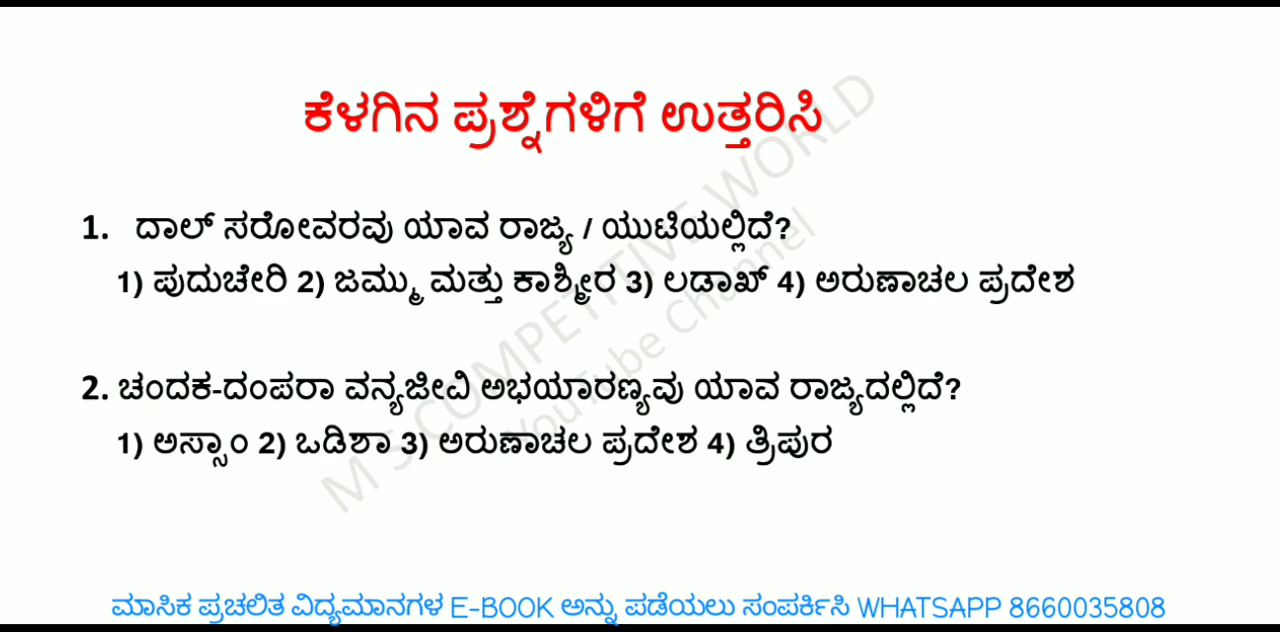 ಕೆಳಗಿನ ಪ್ರಶ್ನೆಗಳಿಗೆ ಉತ್ತರಿಸಿ
1. ದಾಲ್ ಸರೋವರವು ಯಾವ ರಾಜ್ಯ / ಯುಟಿಯಲ್ಲಿದೆ?
1) ಪುದುಚೇರಿ 2) ಜಮ್ಮು ಮತ್ತು ಕಾಶ್ಮೀರ 3) ಲಡಾಖ್ 4) ಅರುಣಾಚಲ ಪ್ರದೇಶ
2. ಚಂದಕ-ದಂಪರಾ ವನ್ಯಜೀವಿ ಅಭಯಾರಣ್ಯವು ಯಾವ ರಾಜ್ಯದಲ್ಲಿದೆ?
1) ಅಸ್ಸಾಂ 2) ಒಡಿಶಾ 3) ಅರುಣಾಚಲ ಪ್ರದೇಶ 4) ತ್ರಿಪುರ
M S COMPETITIVE WORLD
YouTube Channel
ಮಾಸಿಕ ಪ್ರಚಲಿತ ವಿದ್ಯಮಾನಗಳ E-BOOK ಅನ್ನು ಪಡೆಯಲು ಸಂಪರ್ಕಿಸಿ WHATSAPP 8660035808